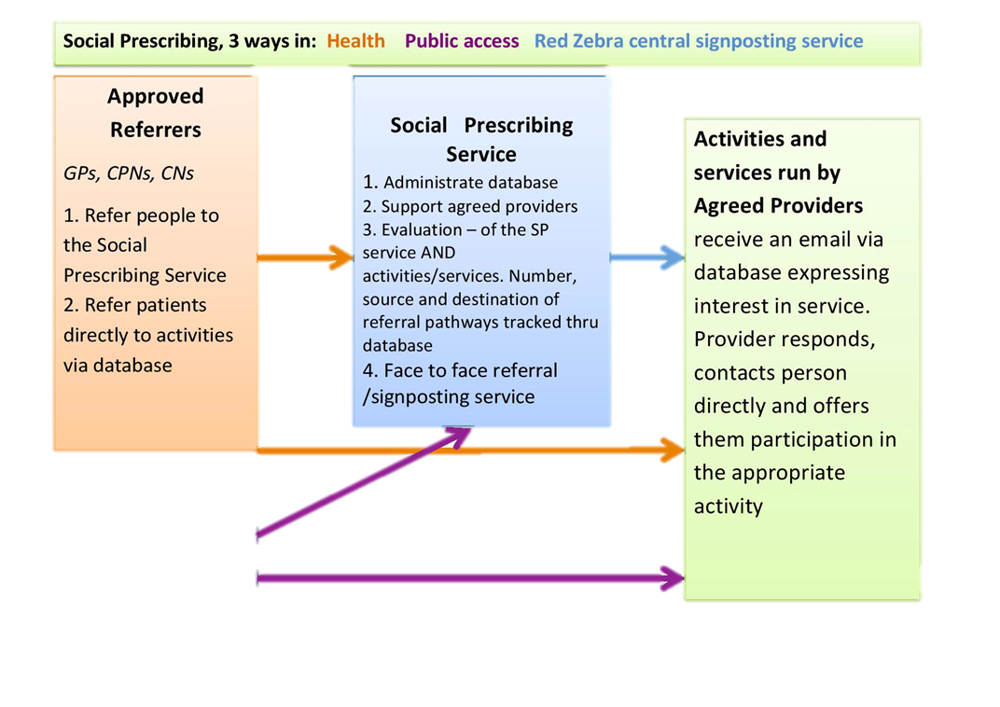 Social Prescribing, 3 ways in: Health Public access Red Zebra central signposting service
Approved
Referrers
GPs, CPNs, CNs
1. Refer people to
the Social
Prescribing Service
2. Refer patients
directly to activities
via database
Social Prescribing
Service
1. Administrate database
2. Support agreed providers
3. Evaluation – of the SP
service AND
activities/services. Number,
source and destination of
referral pathways tracked thru
database
4. Face to face referral
/signposting service
Activities and
services run by
Agreed Providers
receive an email via
database expressing
interest in service.
Provider responds,
contacts person
directly and offers
them participation in
the appropriate
activity